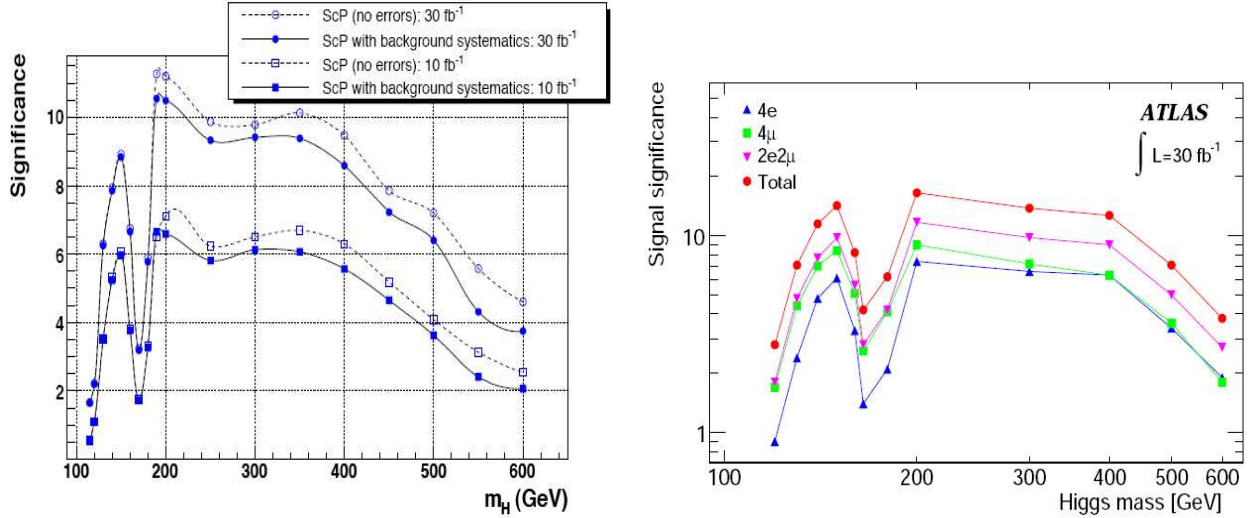 ScP (no errors): 30 fb⁻¹
ScP with background systematics: 30 fb⁻¹
ScP (no errors): 10 fb⁻¹
ScP with background systematics: 10 fb⁻¹
Significance
10
8
6
4
2
100 200 300 400 500 600
m_H (GeV)
4e
4μ
2e2μ
Total
ATLAS
∫ L=30 fb⁻¹
Signal significance
10
1
100 200 300 400 500 600
Higgs mass [GeV]